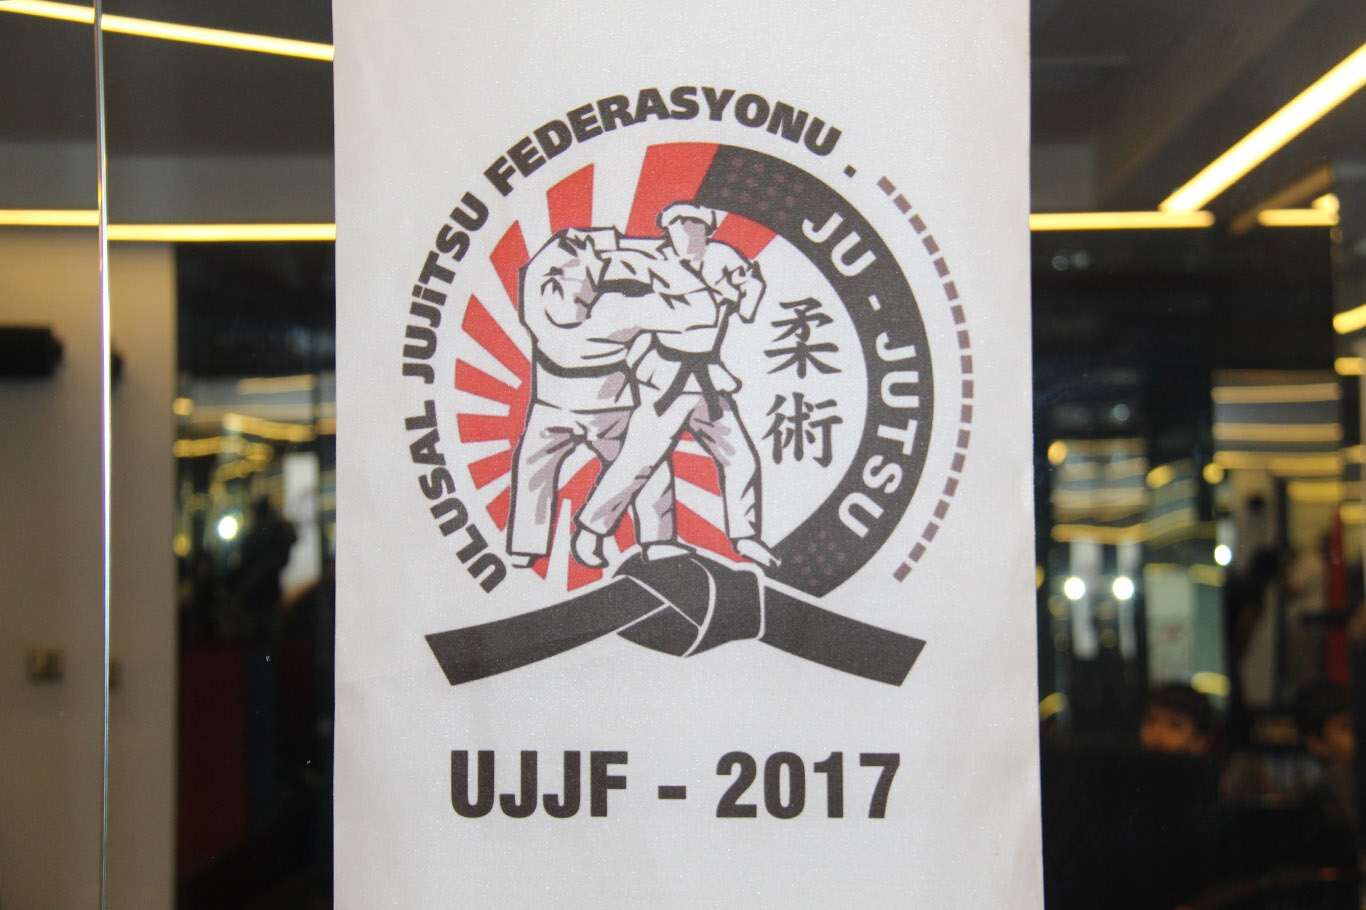 ULUSAL JUJiTSU FEDERASYONU .
JU - JUTSU
柔術
UJJF - 2017